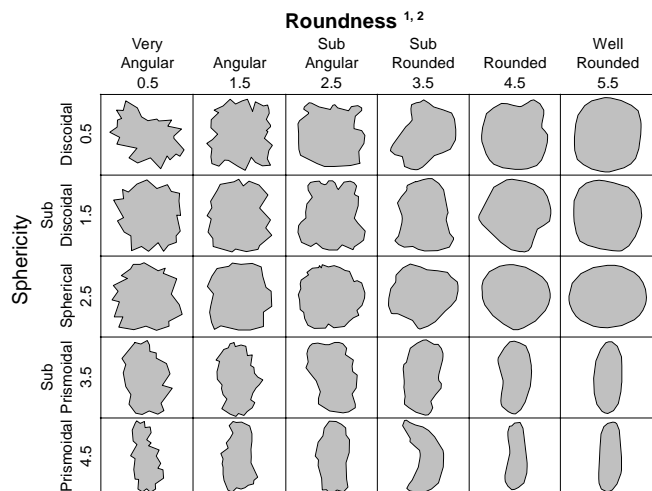 Roundness 1, 2
Very Angular 0.5
Angular 1.5
Sub Angular 2.5
Sub Rounded 3.5
Rounded 4.5
Well Rounded 5.5
Sphericity
Discoidal 0.5
Sub Discoidal 1.5
Spherical 2.5
Sub Prismoidal 3.5
Prismoidal 4.5